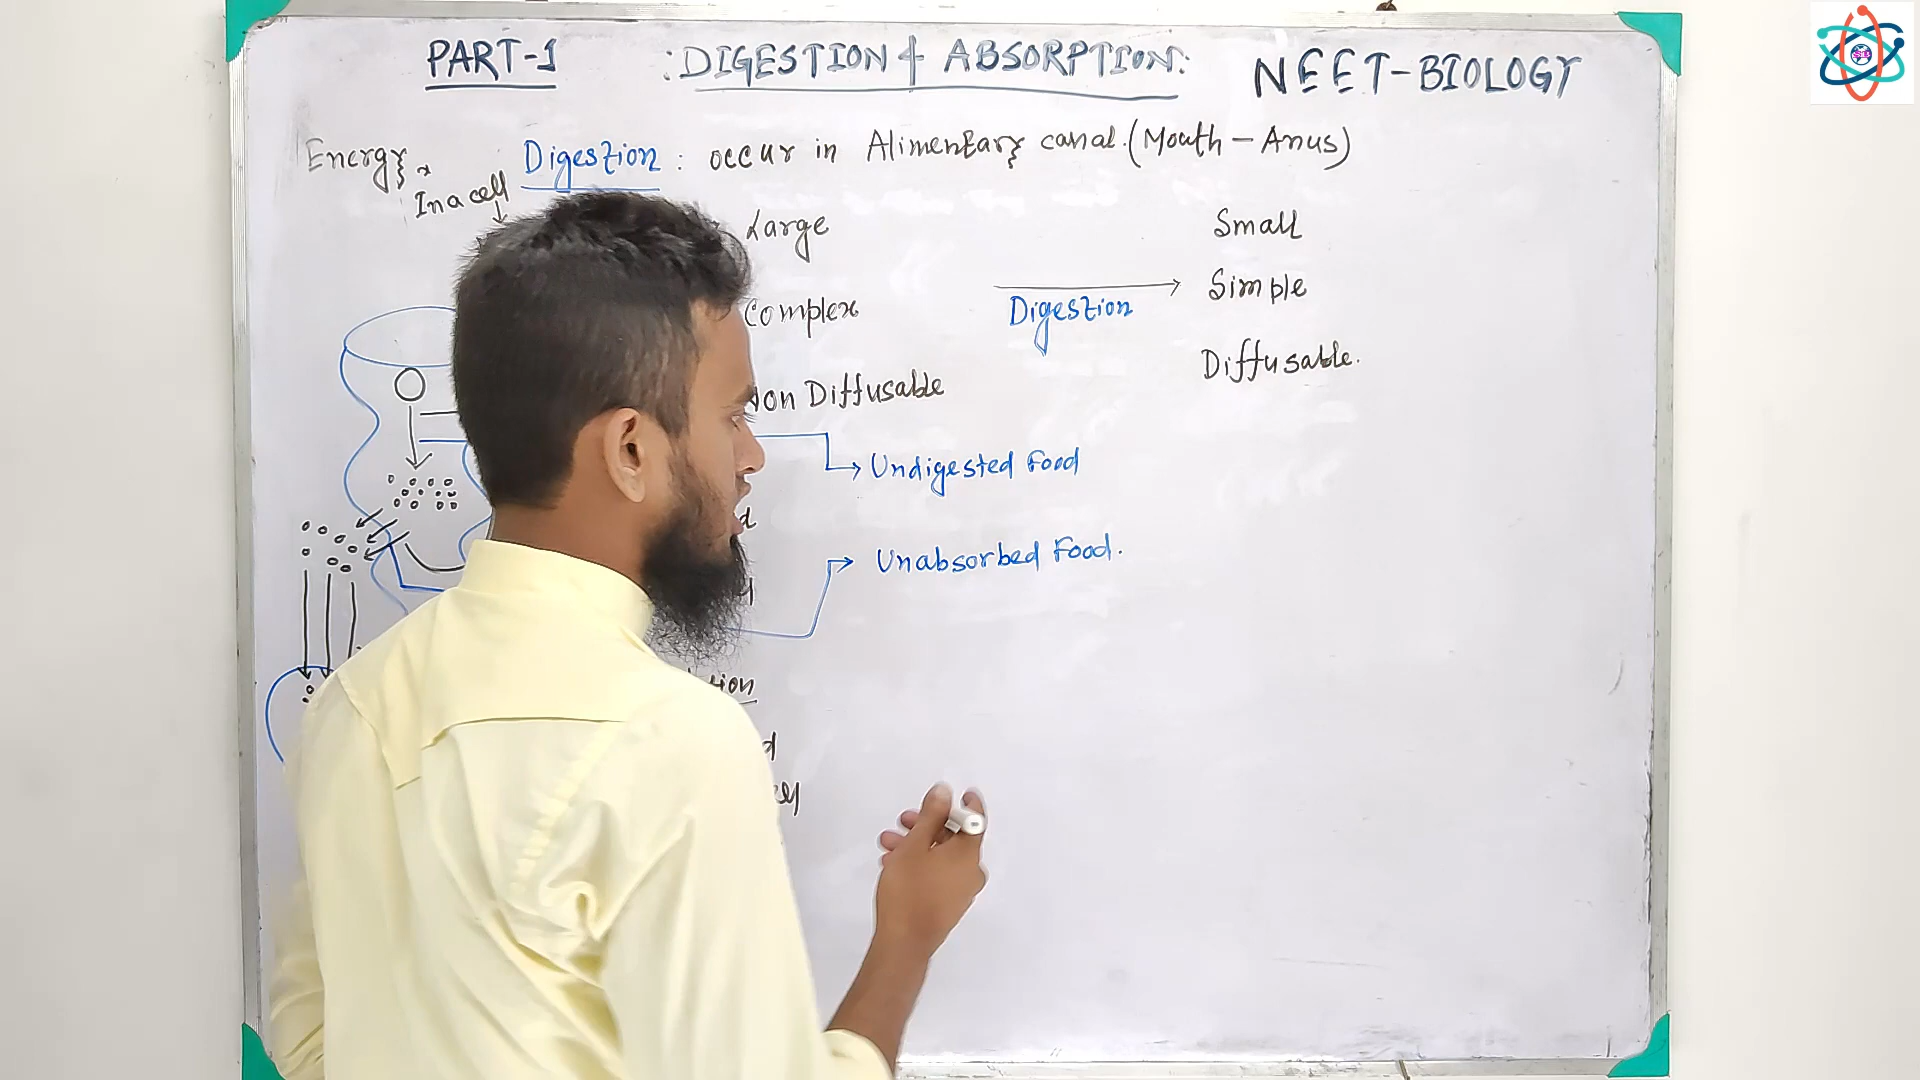 PART-1 :DIGESTION & ABSORPTION: NEET-BIOLOGY
Energy
In a cell
Digestion : occur in Alimentary canal. (Mouth - Anus)
Large
Small
Complex
Digestion
Simple
Non Diffusable
Diffusable.
Undigested Food
Unabsorbed Food.